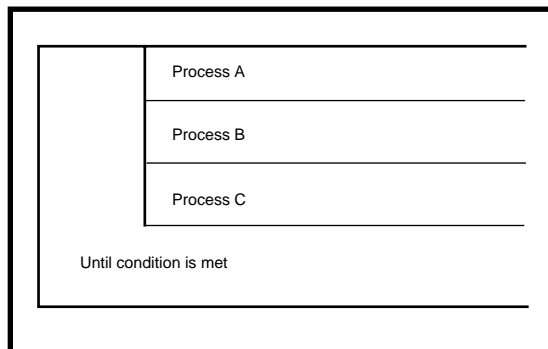 Process A
Process B
Process C
Until condition is met